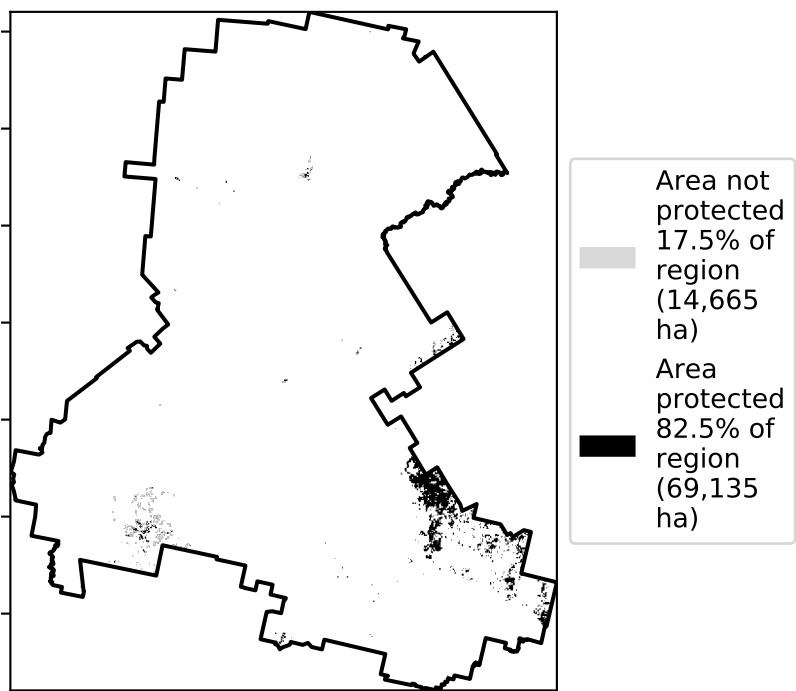 Area not
protected
17.5% of
region
(14,665
ha)
Area
protected
82.5% of
region
(69,135
ha)